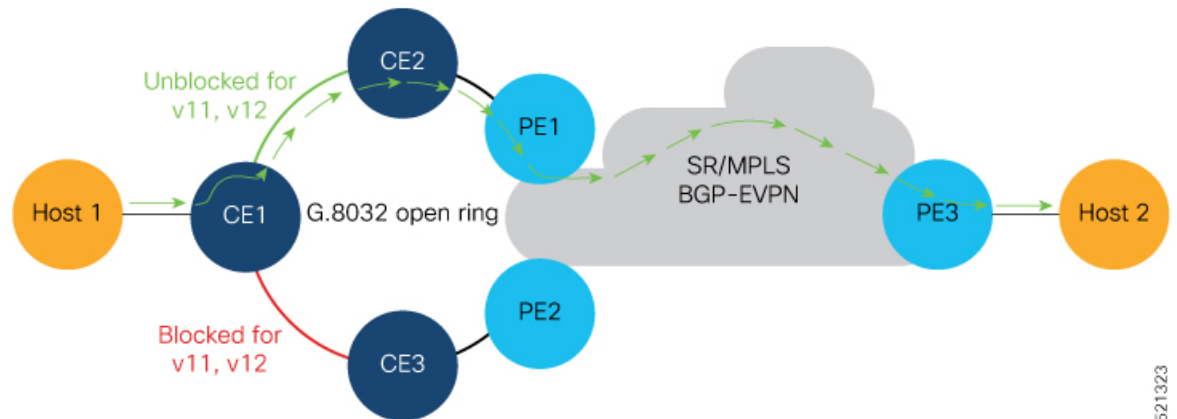 CE2
Unblocked for
v11, v12
PE1
SR/MPLS
BGP-EVPN
Host 1
CE1
G.8032 open ring
PE3
Host 2
PE2
Blocked for
v11, v12
CE3
521323